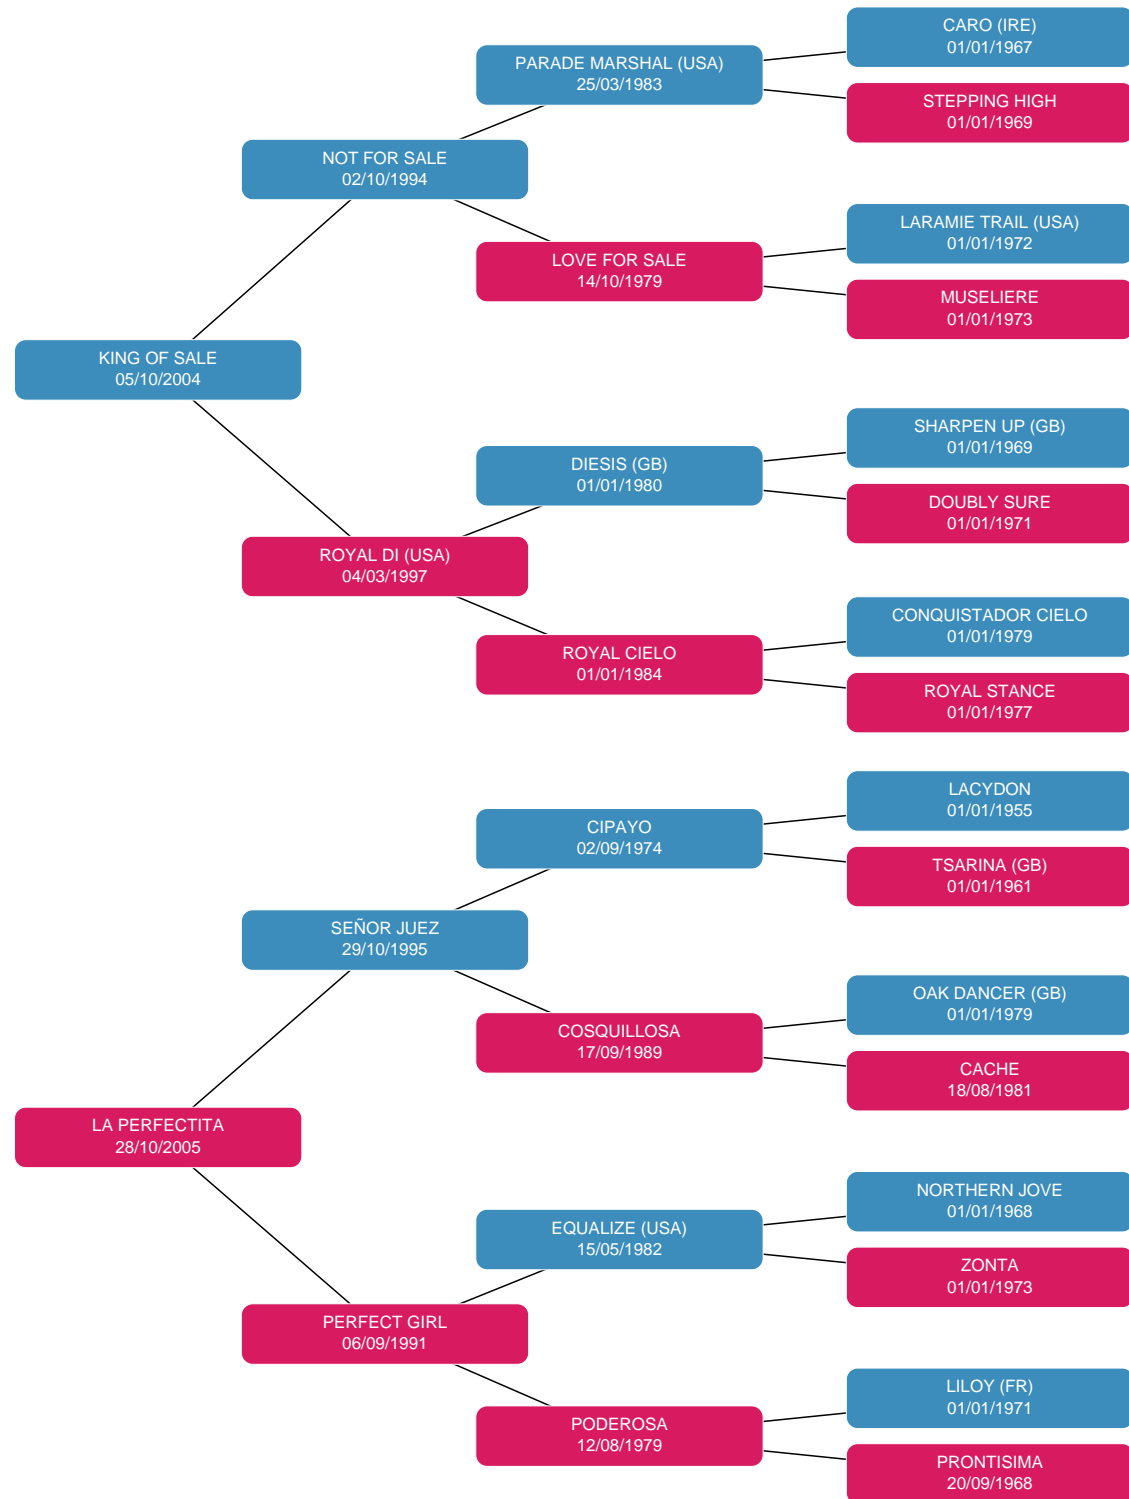 CARO (IRE)
01/01/1967
PARADE MARSHAL (USA)
25/03/1983
STEPPING HIGH
01/01/1969
NOT FOR SALE
02/10/1994
LARAMIE TRAIL (USA)
01/01/1972
LOVE FOR SALE
14/10/1979
MUSELIERE
01/01/1973
KING OF SALE
05/10/2004
SHARPEN UP (GB)
01/01/1969
DIESIS (GB)
01/01/1980
DOUBLY SURE
01/01/1971
ROYAL DI (USA)
04/03/1997
CONQUISTADOR CIELO
01/01/1979
ROYAL CIELO
01/01/1984
ROYAL STANCE
01/01/1977
LACYDON
01/01/1955
CIPAYO
02/09/1974
TSARINA (GB)
01/01/1961
SEÑOR JUEZ
29/10/1995
OAK DANCER (GB)
01/01/1979
COSQUILLOSA
17/09/1989
CACHE
18/08/1981
LA PERFECTITA
28/10/2005
NORTHERN JOVE
01/01/1968
EQUALIZE (USA)
15/05/1982
ZONTA
01/01/1973
PERFECT GIRL
06/09/1991
LILOY (FR)
01/01/1971
PODEROSA
12/08/1979
PRONTISIMA
20/09/1968